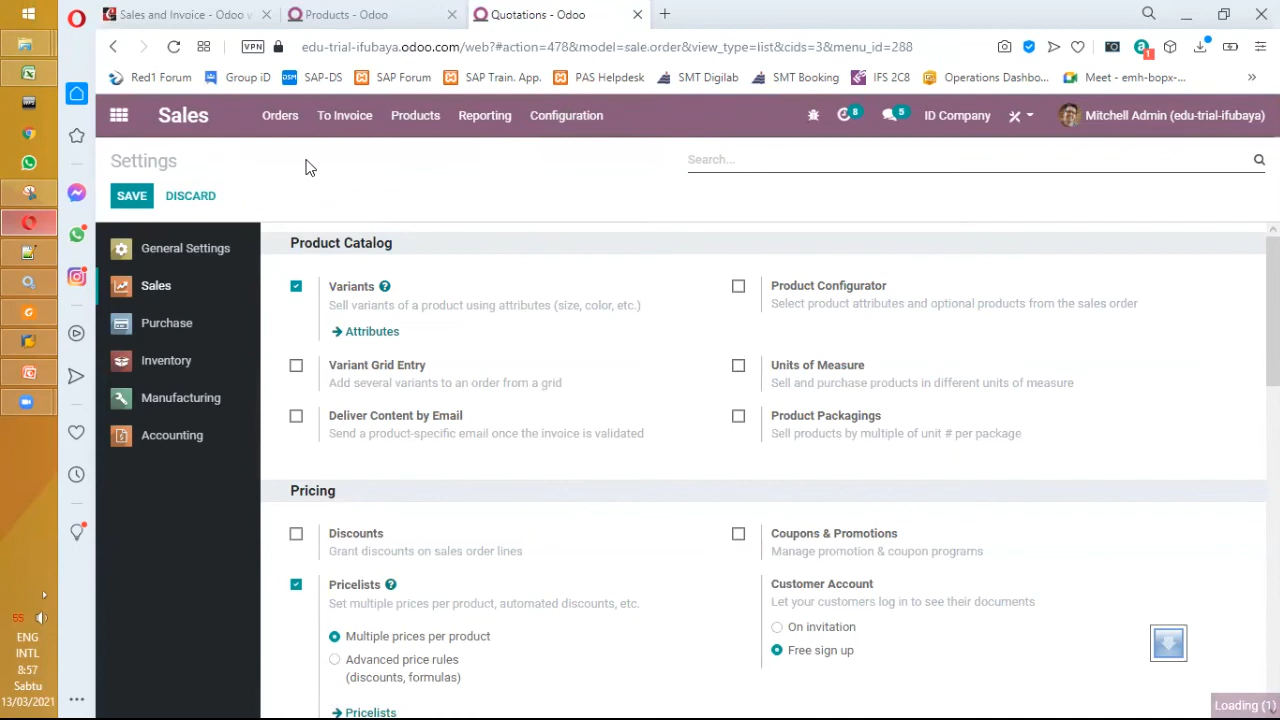 Sales and Invoice - Odoo v
Products - Odoo
Quotations - Odoo
VPN
edu-trial-ifubaya.odoo.com/web?#action=478&model=sale.order&view_type=list&cids=3&menu_id=288
Red1 Forum
Group iD
SAP-DS
SAP Forum
SAP Train. App.
PAS Helpdesk
SMT Digilab
SMT Booking
IFS 2C8
Operations Dashbo...
Meet - emh-bopx-...
Sales
Orders
To Invoice
Products
Reporting
Configuration
8
5
ID Company
Mitchell Admin (edu-trial-ifubaya)
Settings
Search...
SAVE
DISCARD
General Settings
Sales
Purchase
Inventory
Manufacturing
Accounting
Product Catalog
Variants
Sell variants of a product using attributes (size, color, etc.)
Attributes
Product Configurator
Select product attributes and optional products from the sales order
Variant Grid Entry
Add several variants to an order from a grid
Units of Measure
Sell and purchase products in different units of measure
Deliver Content by Email
Send a product-specific email once the invoice is validated
Product Packagings
Sell products by multiple of unit # per package
Pricing
Discounts
Grant discounts on sales order lines
Coupons & Promotions
Manage promotion & coupon programs
Pricelists
Set multiple prices per product, automated discounts, etc.
Multiple prices per product
Advanced price rules
(discounts, formulas)
Pricelists
Customer Account
Let your customers log in to see their documents
On invitation
Free sign up
Loading (1)
55
ENG
INTL
8:57
Sabtu
13/03/2021